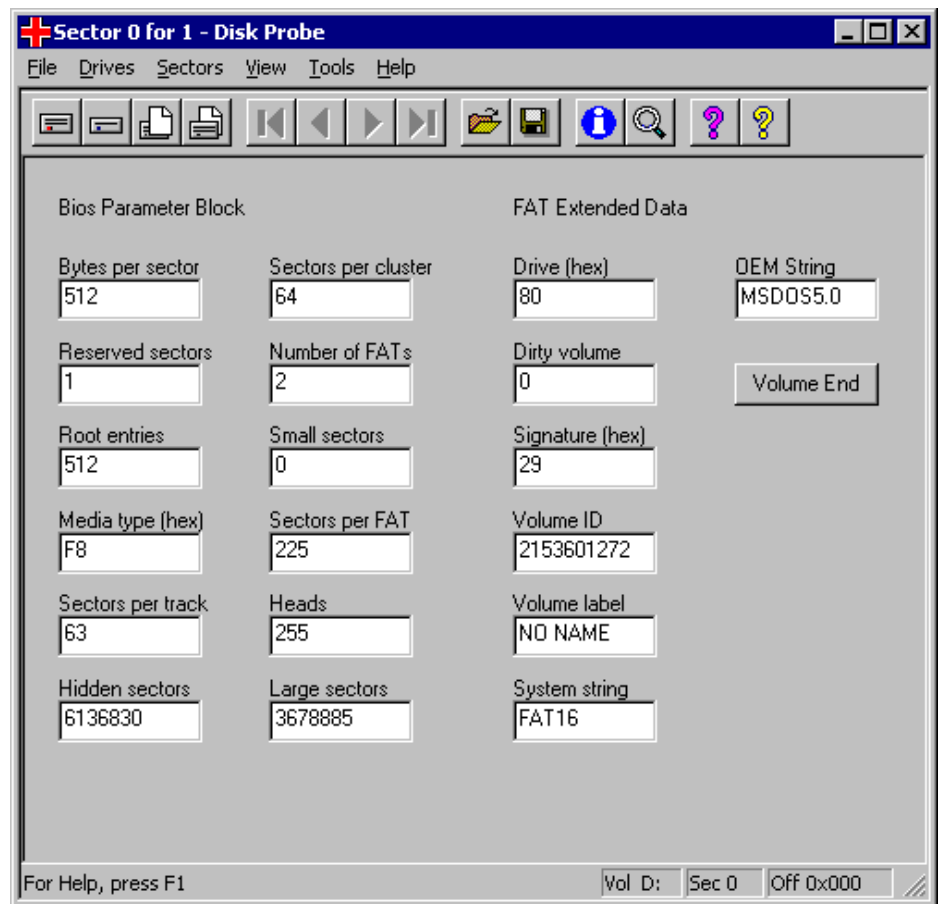 Sector 0 for 1 - Disk Probe
File Drives Sectors View Tools Help
Bios Parameter Block FAT Extended Data
Bytes per sector Sectors per cluster Drive (hex) OEM String
512 64 80 MSDOS5.0
Reserved sectors Number of FATs Dirty volume
1 2 0 Volume End
Root entries Small sectors Signature (hex)
512 0 29
Media type (hex) Sectors per FAT Volume ID
F8 225 2153601272
Sectors per track Heads Volume label
63 255 NO NAME
Hidden sectors Large sectors System string
6136830 3678885 FAT16
For Help, press F1 Vol D: Sec 0 Off 0x000